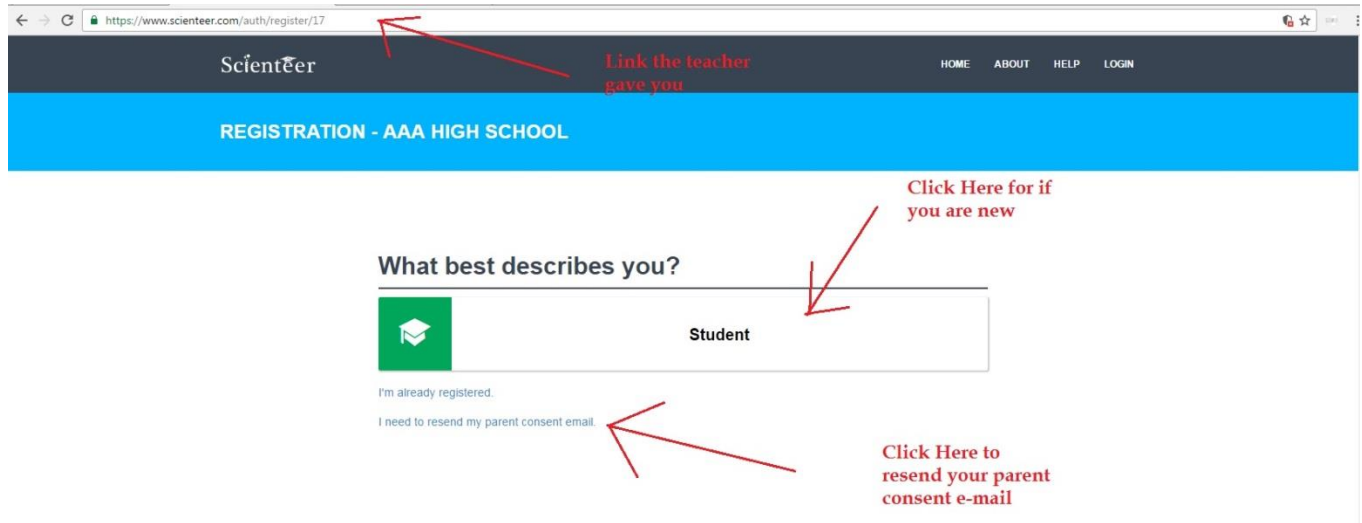 https://www.scienteer.com/auth/register/17
Scienteer
HOME ABOUT HELP LOGIN
Link the teacher
gave you
REGISTRATION - AAA HIGH SCHOOL
Click Here for if
you are new
What best describes you?
Student
I'm already registered.
I need to resend my parent consent email.
Click Here to
resend your parent
consent e-mail